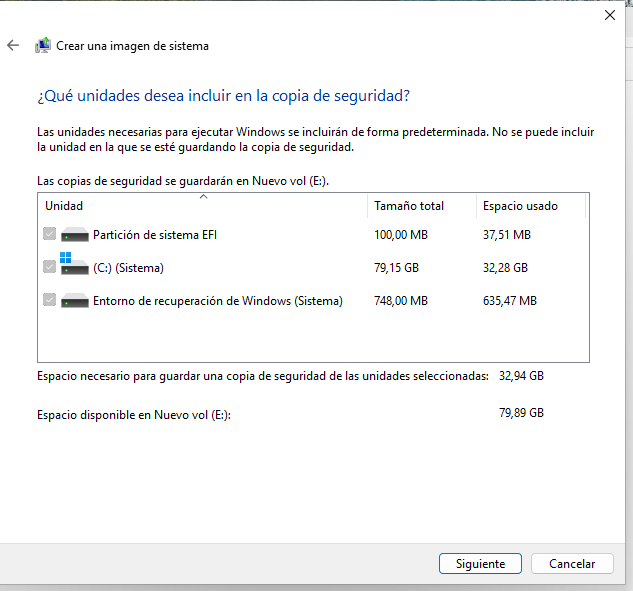 Crear una imagen de sistema
¿Qué unidades desea incluir en la copia de seguridad?
Las unidades necesarias para ejecutar Windows se incluirán de forma predeterminada. No se puede incluir
la unidad en la que se esté guardando la copia de seguridad.
Las copias de seguridad se guardarán en Nuevo vol (E:).
Unidad Tamaño total Espacio usado
Partición de sistema EFI 100,00 MB 37,51 MB
(C:) (Sistema) 79,15 GB 32,28 GB
Entorno de recuperación de Windows (Sistema) 748,00 MB 635,47 MB
Espacio necesario para guardar una copia de seguridad de las unidades seleccionadas: 32,94 GB
Espacio disponible en Nuevo vol (E:): 79,89 GB
Siguiente Cancelar